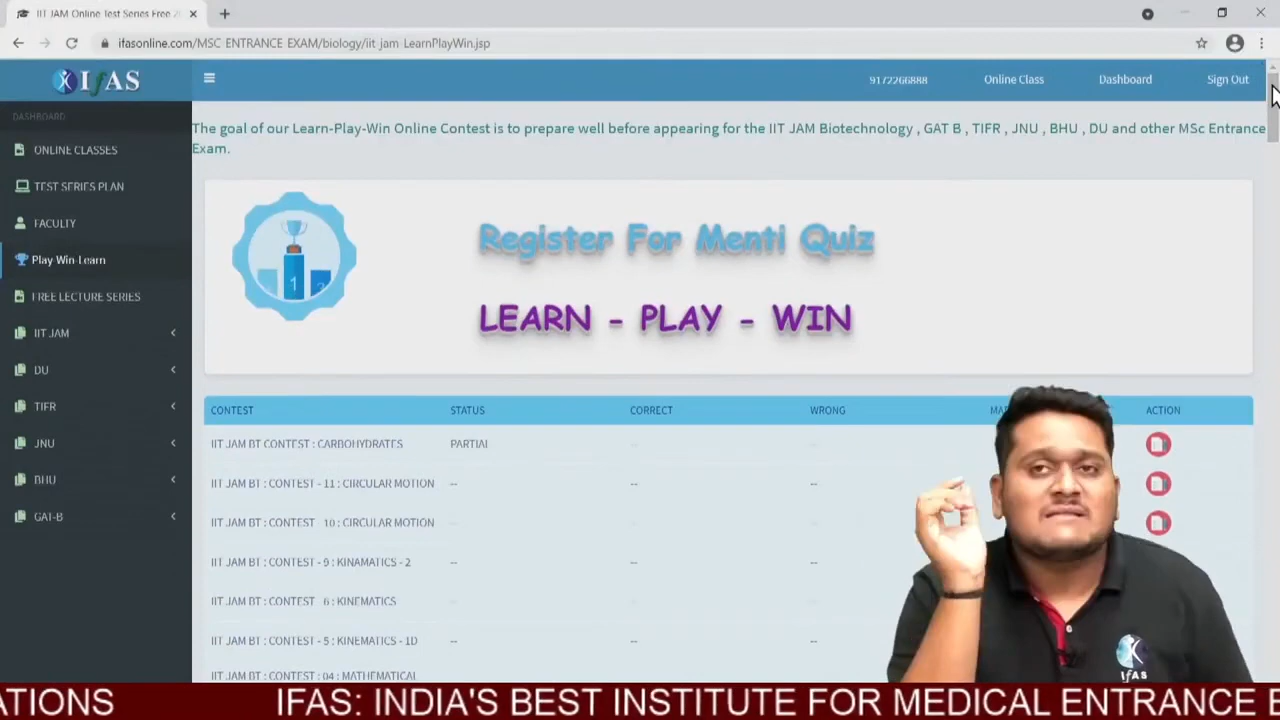 IIT JAM Online Test Series Free 2
ifasonline.com/MSC ENTRANCE EXAM/biology/iit jam LearnPlayWin.jsp
IfAS
9172266888
Online Class
Dashboard
Sign Out
DASHBOARD
ONLINE CLASSES
TEST SERIES PLAN
FACULTY
Play Win-Learn
FREE LECTURE SERIES
IIT JAM
DU
TIFR
JNU
BHU
GAT-B
The goal of our Learn-Play-Win Online Contest is to prepare well before appearing for the IIT JAM Biotechnology , GAT B , TIFR , JNU , BHU , DU and other MSc Entrance
Exam.
Register For Menti Quiz
LEARN - PLAY - WIN
CONTEST STATUS CORRECT WRONG ACTION
IIT JAM BT CONTEST : CARBOHYDRATES PARTIAL -- --
IIT JAM BT : CONTEST - 11 : CIRCULAR MOTION -- -- --
IIT JAM BT : CONTEST 10 : CIRCULAR MOTION -- -- --
IIT JAM BT : CONTEST - 9 : KINAMATICS - 2 -- -- --
IIT JAM BT : CONTEST 6 : KINEMATICS -- -- --
IIT JAM BT : CONTEST - 5 : KINEMATICS - 1D -- -- --
IIT JAM BT : CONTEST : 04 : MATHEMATICAL
IfAS
ATIONS IFAS: INDIA'S BEST INSTITUTE FOR MEDICAL ENTRANCE E